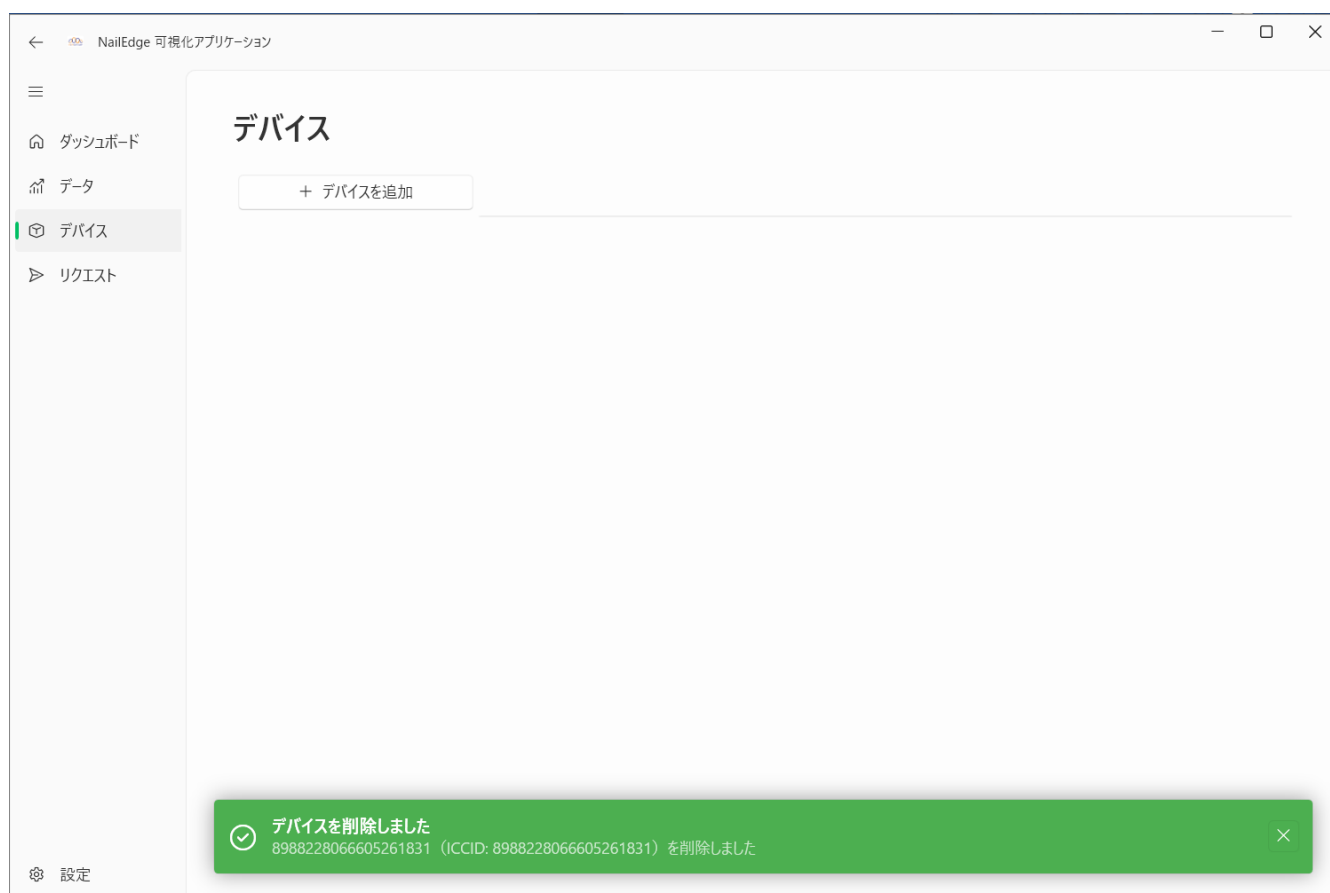 NailEdge 可視化アプリケーション
ダッシュボード
データ
デバイス
リクエスト
設定
デバイス
+ デバイスを追加
デバイスを削除しました
8988228066605261831（ICCID: 8988228066605261831）を削除しました